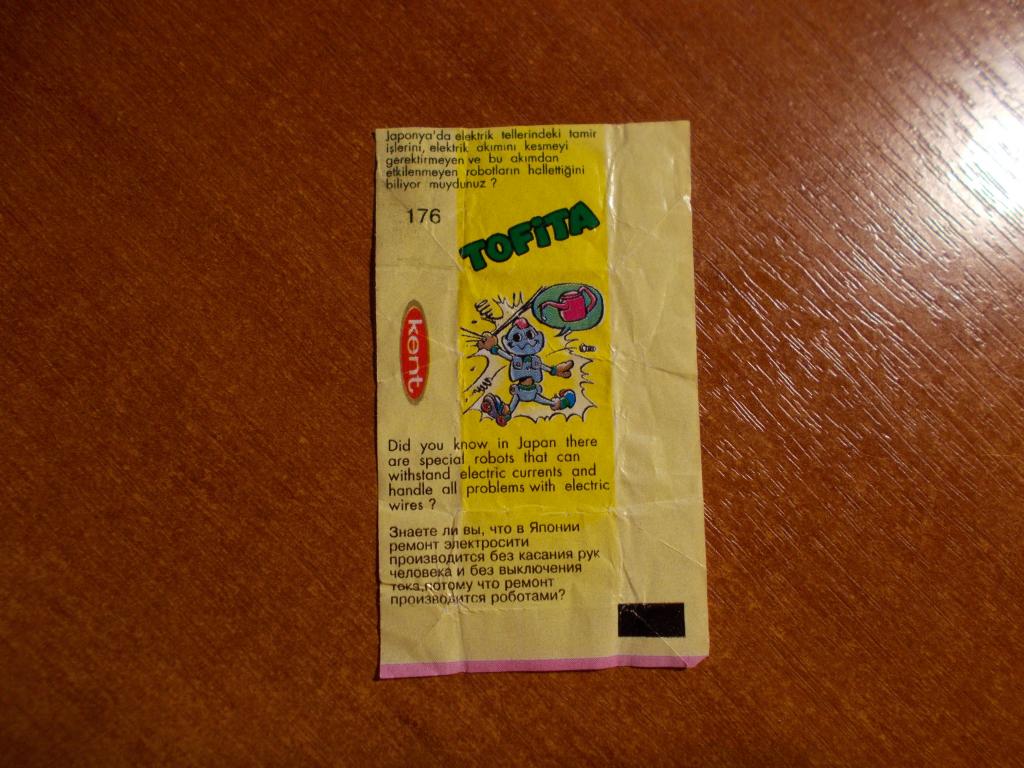 Japonya'da elektrik tellerindeki tamir
işlerini, elektrik akımını kesmeyi
gerektirmeyen ve bu akımdan
etkilenmeyen robotların hallettiğini
biliyor muydunuz ?
176
TOFiTA
kent
Did you know in Japan there
are special robots that can
withstand electric currents and
handle all problems with electric
wires ?
Знаете ли вы, что в Японии
ремонт электросити
производится без касания рук
человека и без выключения
тока,потому что ремонт
производится роботами?